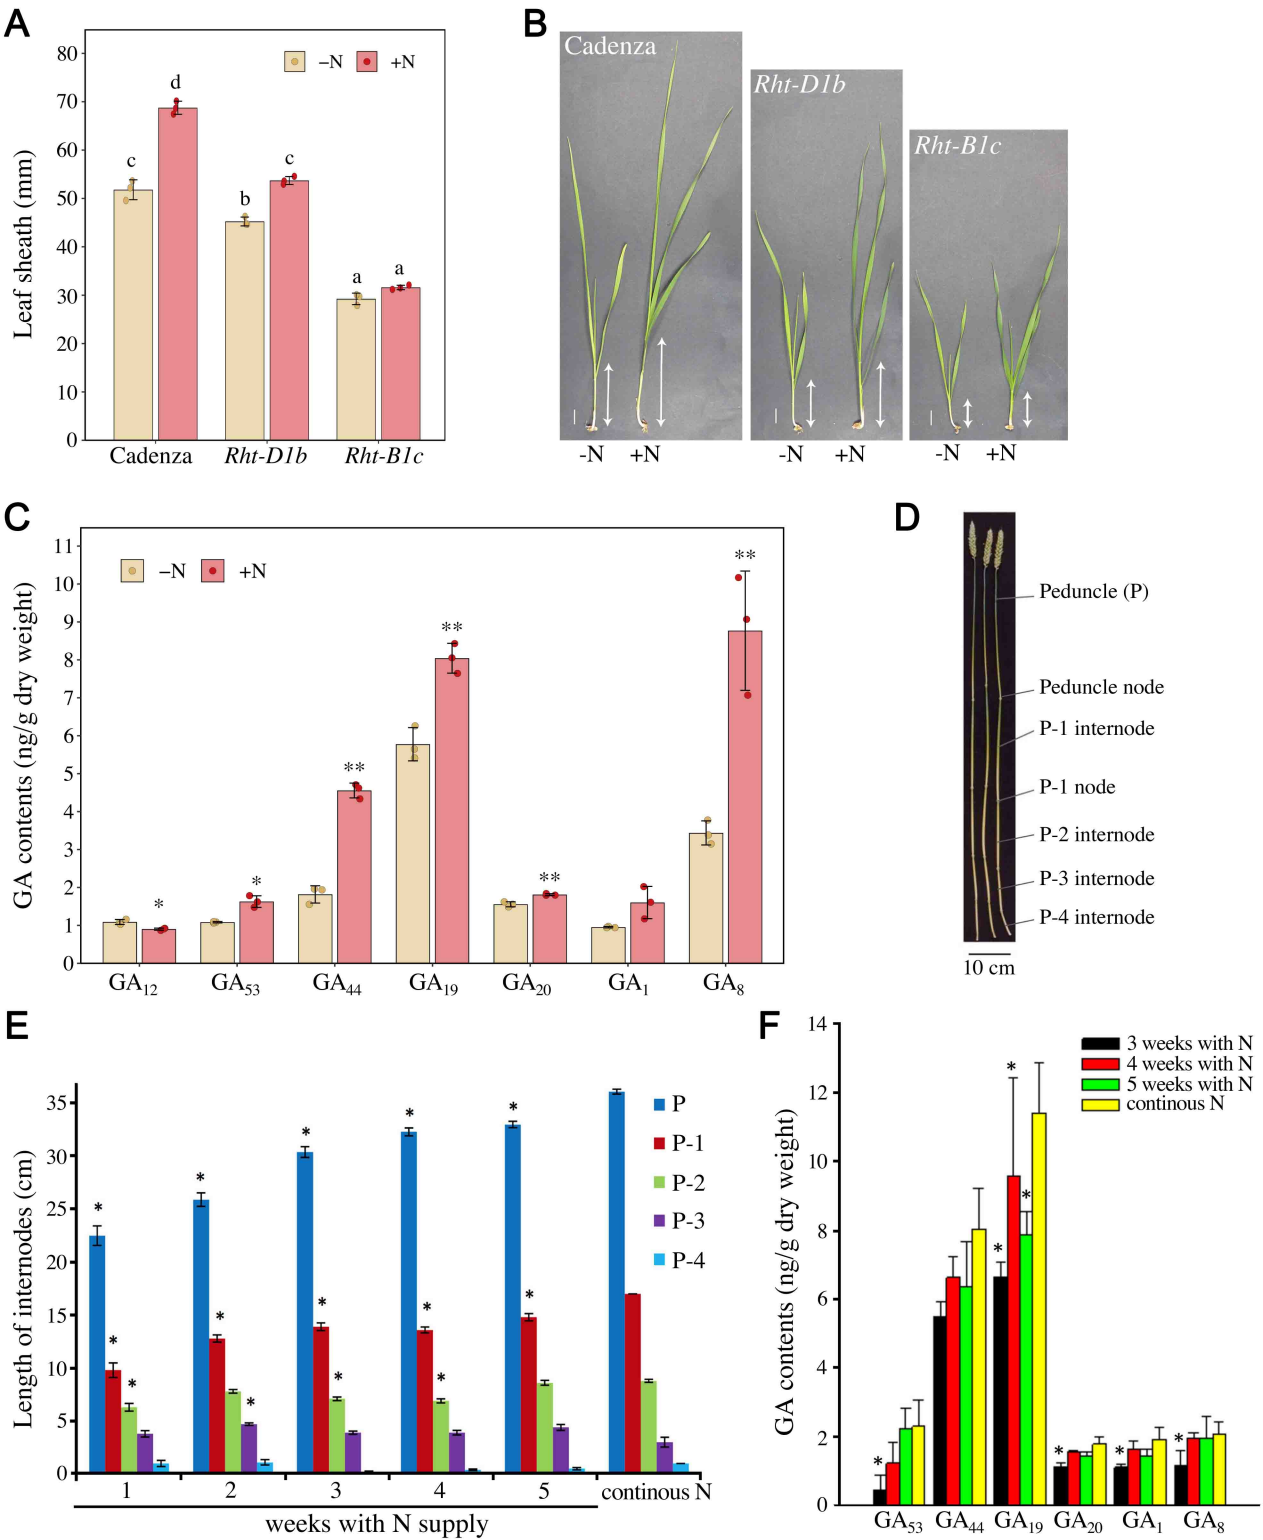 A
80
70
60
50
40
30
20
10
0
Leaf sheath (mm)
−N
+N
c
d
b
c
a
a
Cadenza
Rht-D1b
Rht-B1c
B
Cadenza
Rht-D1b
Rht-B1c
-N +N
-N +N
-N +N
C
11
10
9
8
7
6
5
4
3
2
1
0
GA contents (ng/g dry weight)
−N
+N
*
*
**
**
**
**
GA12
GA53
GA44
GA19
GA20
GA1
GA8
D
Peduncle (P)
Peduncle node
P-1 internode
P-1 node
P-2 internode
P-3 internode
P-4 internode
10 cm
E
35
30
25
20
15
10
5
0
Length of internodes (cm)
* * *
* * *
* * *
* * * *
* *
P
P-1
P-2
P-3
P-4
1
2
3
4
5
continous N
weeks with N supply
F
14
12
10
8
6
4
2
0
GA contents (ng/g dry weight)
3 weeks with N
4 weeks with N
5 weeks with N
continous N
*
* * *
*
*
*
GA53
GA44
GA19
GA20
GA1
GA8